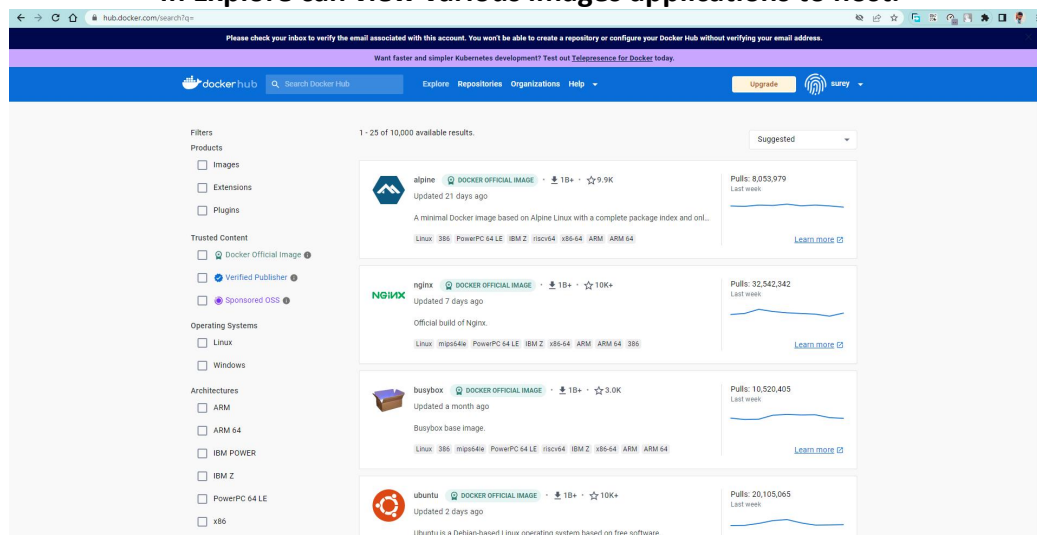 In Explore can view various images applications to host.
hub.docker.com/search?q=
Please check your inbox to verify the email associated with this account. You won't be able to create a repository or configure your Docker Hub without verifying your email address.
Want faster and simpler Kubernetes development? Test out Telepresence for Docker today.
dockerhub Search Docker Hub Explore Repositories Organizations Help Upgrade surey
Filters
1 - 25 of 10,000 available results.
Suggested
Products
Images
Extensions
Plugins
Trusted Content
Docker Official Image
Verified Publisher
Sponsored OSS
Operating Systems
Linux
Windows
Architectures
ARM
ARM 64
IBM POWER
IBM Z
PowerPC 64 LE
x86
alpine DOCKER OFFICIAL IMAGE · 1B+ · 9.9K
Updated 21 days ago
A minimal Docker image based on Alpine Linux with a complete package index and onl...
Linux 386 PowerPC 64 LE IBM Z riscv64 x86-64 ARM ARM 64
Pulls: 8,053,979
Last week
Learn more
NGINX
nginx DOCKER OFFICIAL IMAGE · 1B+ · 10K+
Updated 7 days ago
Official build of Nginx.
Linux mips64le PowerPC 64 LE IBM Z x86-64 ARM ARM 64 386
Pulls: 32,542,342
Last week
Learn more
busybox DOCKER OFFICIAL IMAGE · 1B+ · 3.0K
Updated a month ago
Busybox base image.
Linux 386 mips64le PowerPC 64 LE riscv64 IBM Z x86-64 ARM ARM 64
Pulls: 10,520,405
Last week
Learn more
ubuntu DOCKER OFFICIAL IMAGE · 1B+ · 10K+
Updated 2 days ago
Ubuntu is a Debian-based Linux operating system based on free software.
Pulls: 20,105,065
Last week